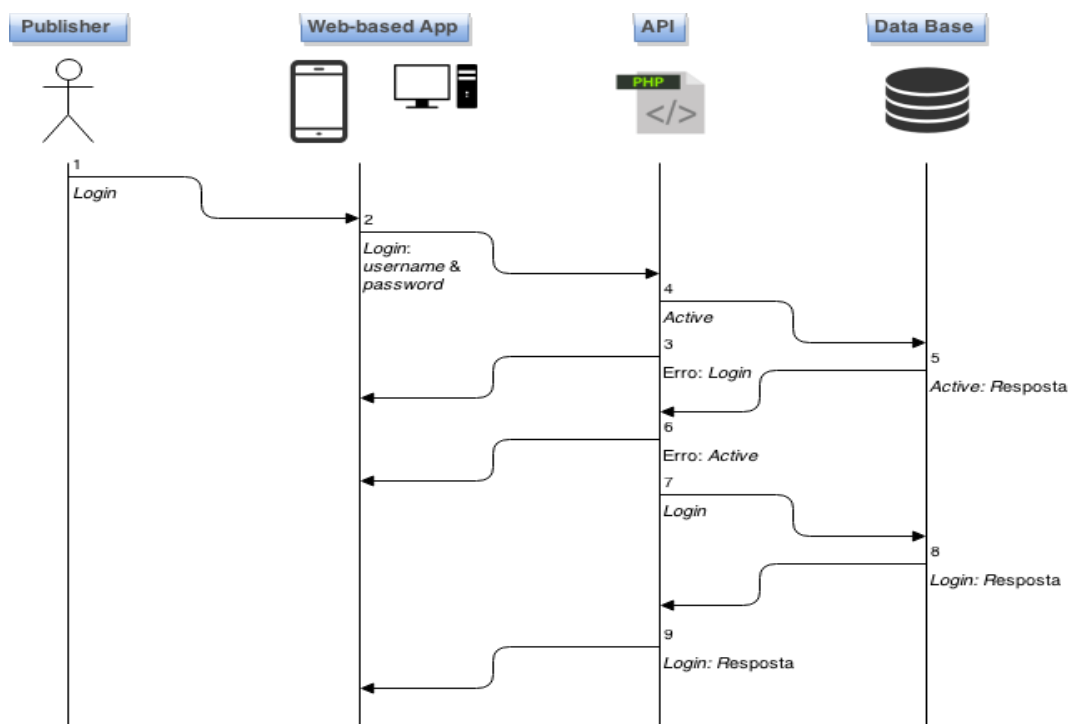 Publisher
Web-based App
API
Data Base
PHP
</>
1
Login
2
Login:
username &
password
4
Active
3
Erro: Login
5
Active: Resposta
6
Erro: Active
7
Login
8
Login: Resposta
9
Login: Resposta